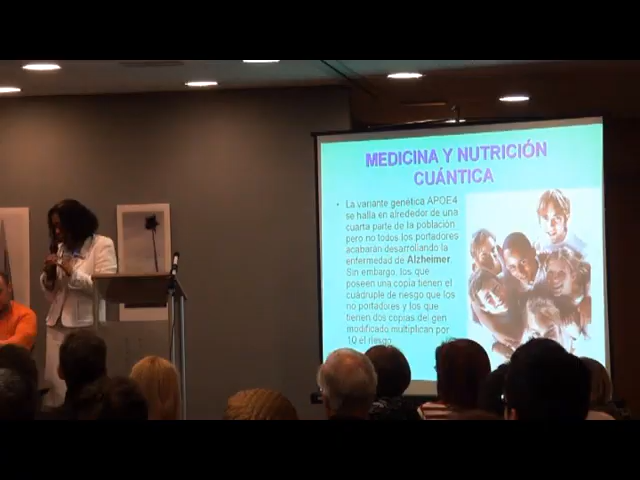 MEDICINA Y NUTRICIÓN
CUÁNTICA
• La variante genética APOE4
se halla en alrededor de una
cuarta parte de la población
pero no todos los portadores
acabarán desarrollando la
enfermedad de Alzheimer.
Sin embargo, los que
poseen una copia tienen el
cuádruple de riesgo que los
no portadores y los que
tienen dos copias del gen
modificado multiplican por
10 el riesgo.